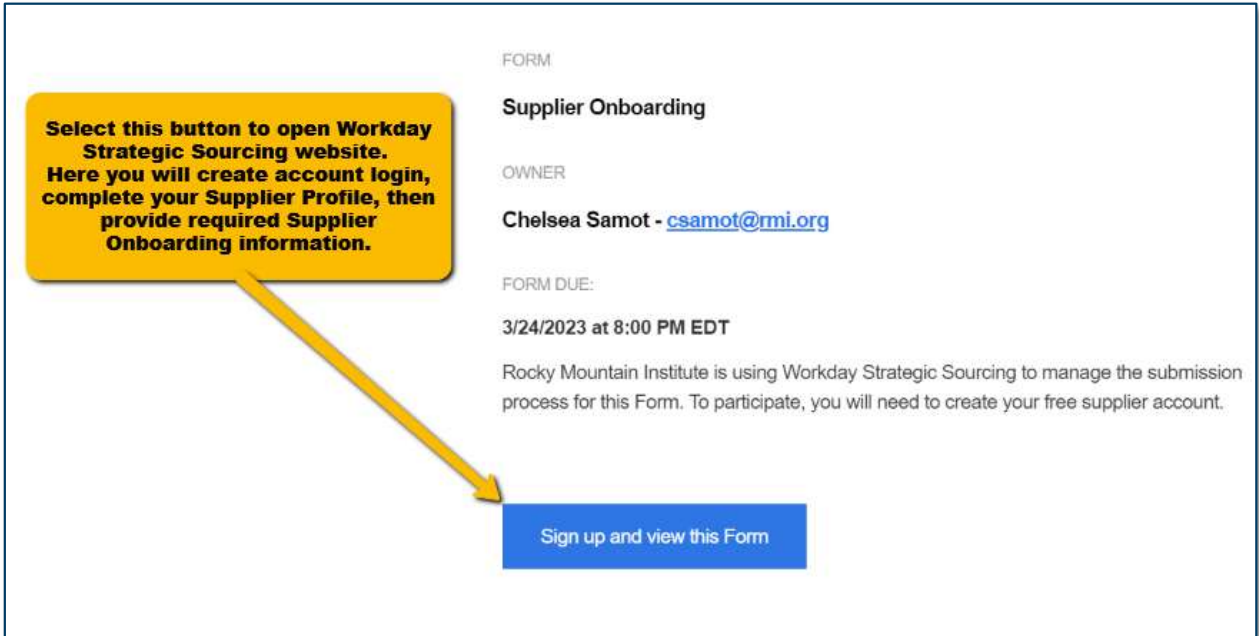 FORM
Supplier Onboarding
Select this button to open Workday
Strategic Sourcing website.
Here you will create account login,
complete your Supplier Profile, then
provide required Supplier
Onboarding information.
OWNER
Chelsea Samot - csamot@rmi.org
FORM DUE:
3/24/2023 at 8:00 PM EDT
Rocky Mountain Institute is using Workday Strategic Sourcing to manage the submission
process for this Form. To participate, you will need to create your free supplier account.
Sign up and view this Form